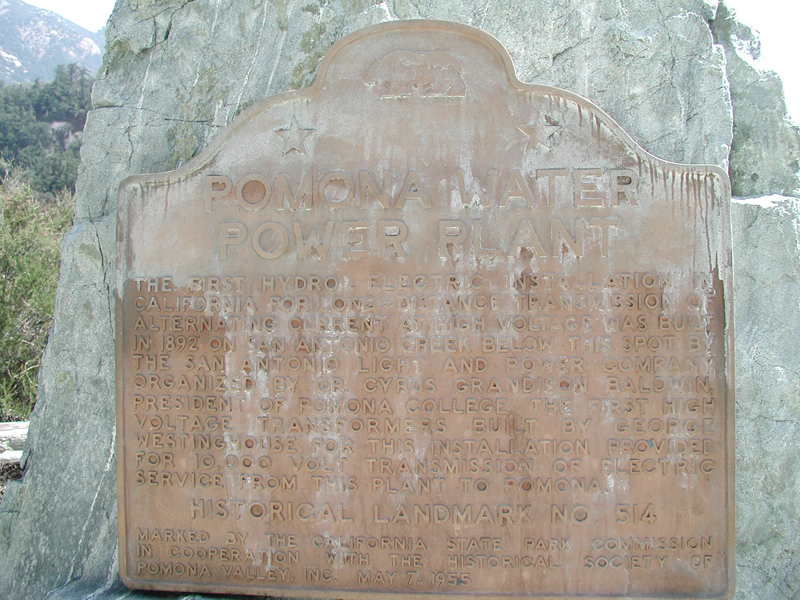 POMONA WATER
POWER PLANT
THE FIRST HYDRO-ELECTRIC INSTALLATION IN
CALIFORNIA FOR LONG-DISTANCE TRANSMISSION OF
ALTERNATING CURRENT AT HIGH VOLTAGE WAS BUILT
IN 1892 ON SAN ANTONIO CREEK BELOW THIS SPOT BY
THE SAN ANTONIO LIGHT AND POWER COMPANY
ORGANIZED BY DR. CYRUS GRANDISON BALDWIN,
PRESIDENT OF POMONA COLLEGE. THE FIRST HIGH
VOLTAGE TRANSFORMERS BUILT BY GEORGE
WESTINGHOUSE FOR THIS INSTALLATION PROVIDED
FOR 10,000 VOLT TRANSMISSION OF ELECTRIC
SERVICE FROM THIS PLANT TO POMONA.
HISTORICAL LANDMARK NO 514
MARKED BY THE CALIFORNIA STATE PARK COMMISSION
IN COOPERATION WITH THE HISTORICAL SOCIETY OF
POMONA VALLEY, INC. MAY 7, 1955